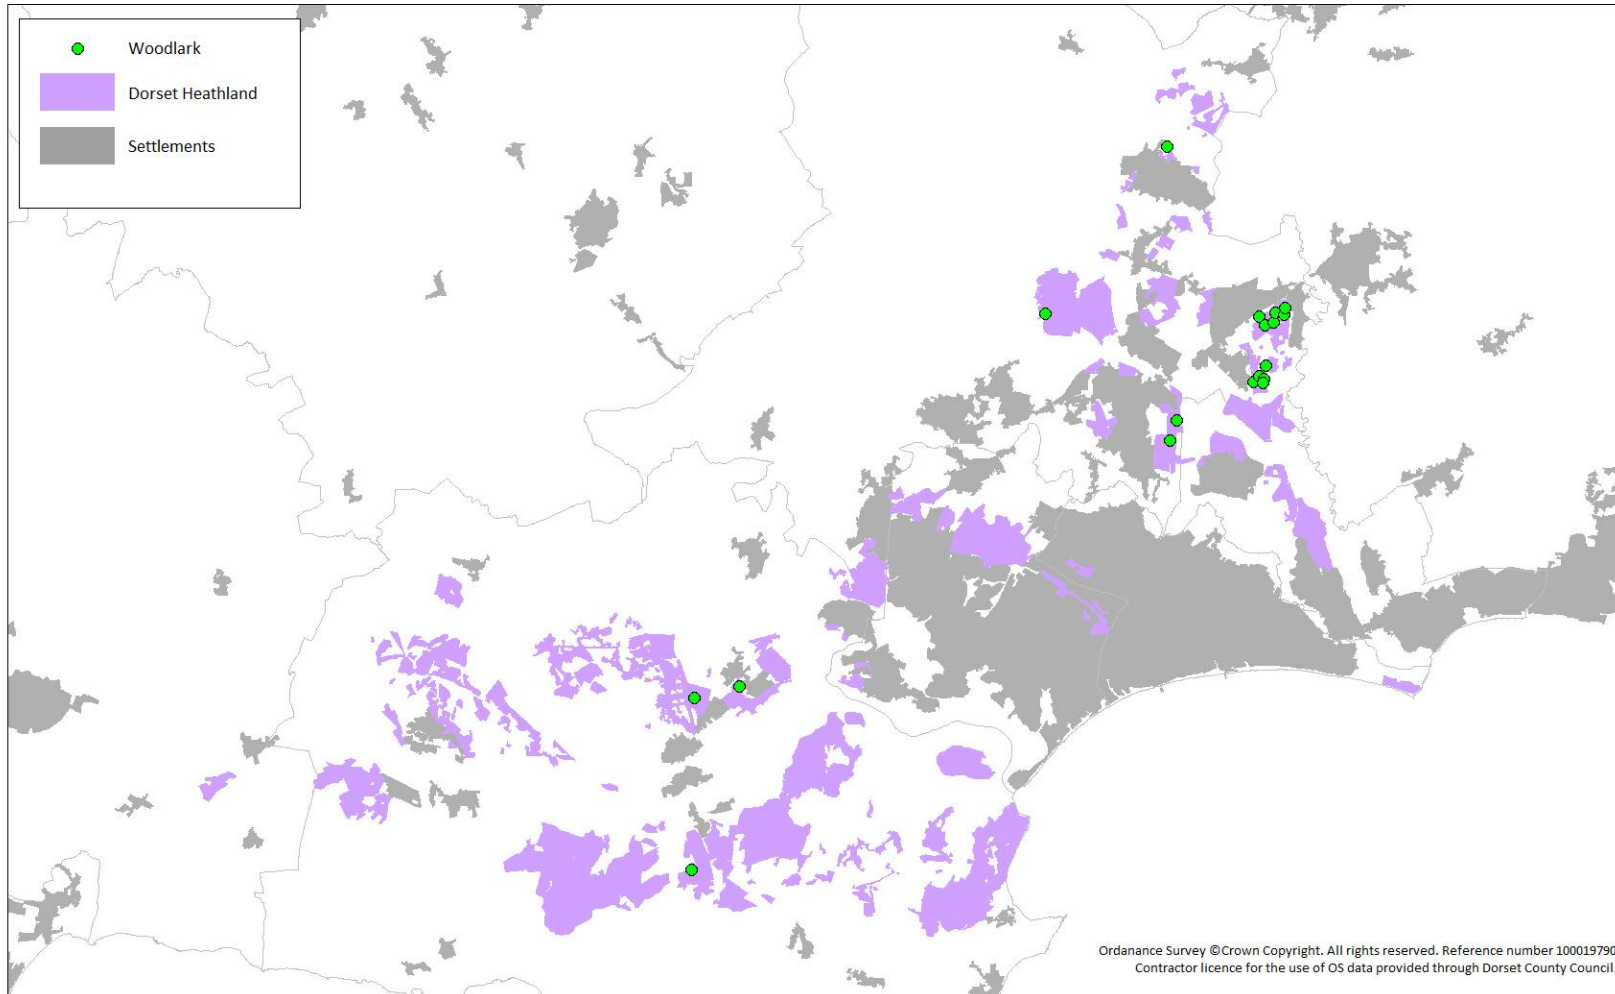 Woodlark
Dorset Heathland
Settlements
Ordanance Survey ©Crown Copyright. All rights reserved. Reference number 100019790
Contractor licence for the use of OS data provided through Dorset County Council.